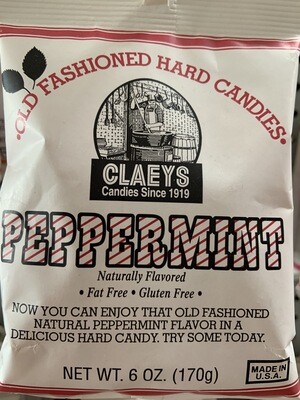 •OLD FASHIONED HARD CANDIES•
CLAEYS
Candies Since 1919
PEPPERMINT
Naturally Flavored
• Fat Free • Gluten Free •
NOW YOU CAN ENJOY THAT OLD FASHIONED
NATURAL PEPPERMINT FLAVOR IN A
DELICIOUS HARD CANDY. TRY SOME TODAY.
NET WT. 6 OZ. (170g)
MADE IN
U.S.A.